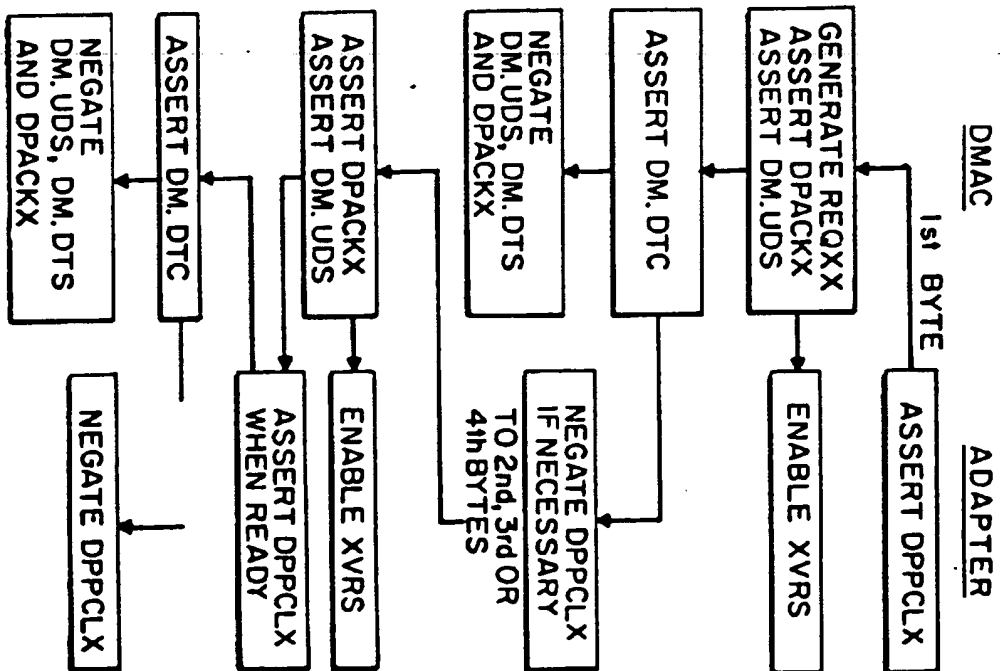 DMAC
ADAPTER
1st BYTE
ASSERT DPPCLX
GENERATE REQXX
ASSERT DPACKX
ASSERT DM.UDS
ENABLE XVRS
ASSERT DM.DTC
NEGATE DPPCLX
IF NECESSARY
NEGATE
DM.UDS, DM.DTS
AND DPACKX
TO 2nd, 3rd OR
4th BYTES
ASSERT DPACKX
ASSERT DM.UDS
ENABLE XVRS
ASSERT DPPCLX
WHEN READY
ASSERT DM.DTC
NEGATE
DM.UDS, DM.DTS
AND DPACKX
NEGATE DPPCLX